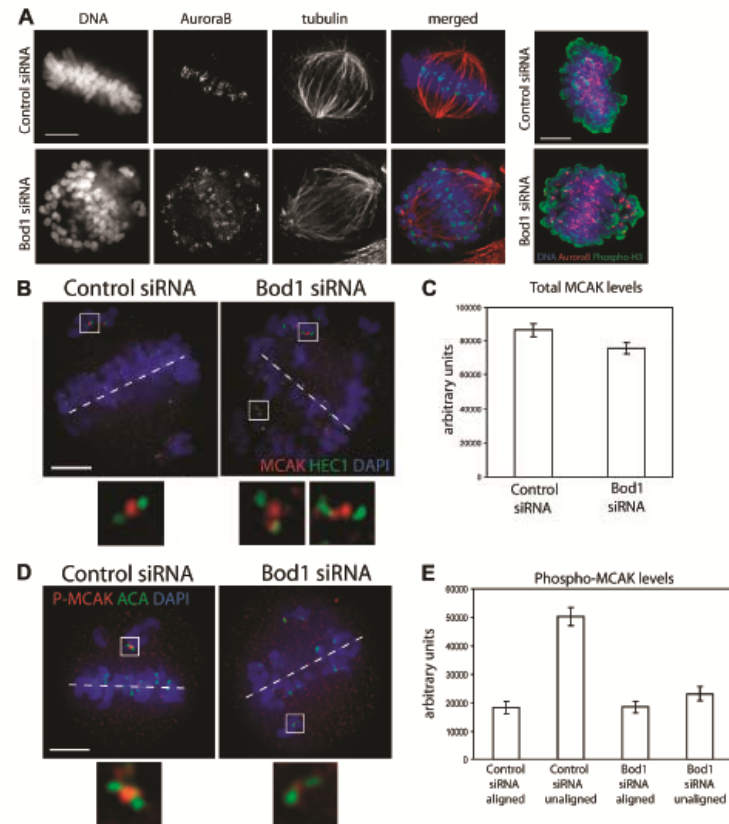 A
DNA AuroraB tubulin merged
Control siRNA
Control siRNA
Bod1 siRNA
Bod1 siRNA
DNA AuroraB Phospho-H3
B
Control siRNA Bod1 siRNA
MCAK HEC1 DAPI
C
Total MCAK levels
arbitrary units
100000
80000
60000
40000
20000
0
Control
siRNA
Bod1
siRNA
D
Control siRNA Bod1 siRNA
P-MCAK ACA DAPI
E
Phospho-MCAK levels
arbitrary units
60000
50000
40000
30000
20000
10000
0
Control
siRNA
aligned
Control
siRNA
unaligned
Bod1
siRNA
aligned
Bod1
siRNA
unaligned